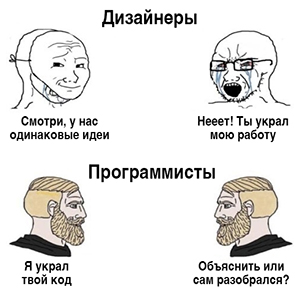 Дизайнеры
Смотри, у нас
одинаковые идеи
Нееет! Ты украл
мою работу
Программисты
Я украл
твой код
Объяснить или
сам разобрался?